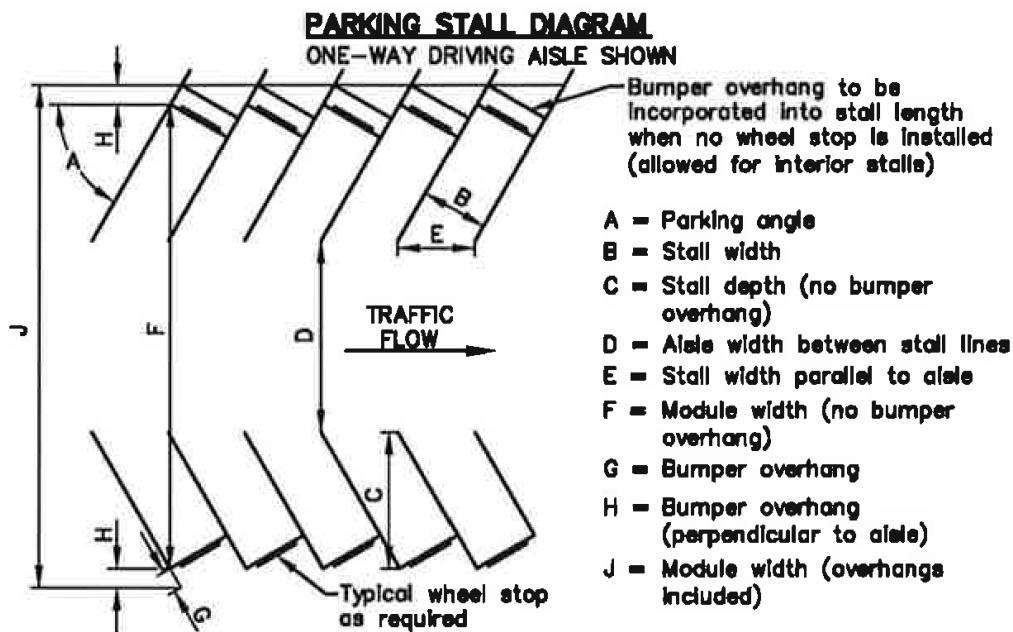 PARKING STALL DIAGRAM
ONE-WAY DRIVING AISLE SHOWN
Bumper overhang to be
incorporated into stall length
when no wheel stop is installed
(allowed for interior stalls)
H
A
B
E
J
F
D
TRAFFIC
FLOW
C
H
G
Typical wheel stop
as required
A = Parking angle
B = Stall width
C = Stall depth (no bumper
overhang)
D = Aisle width between stall lines
E = Stall width parallel to aisle
F = Module width (no bumper
overhang)
G = Bumper overhang
H = Bumper overhang
(perpendicular to aisle)
J = Module width (overhangs
included)